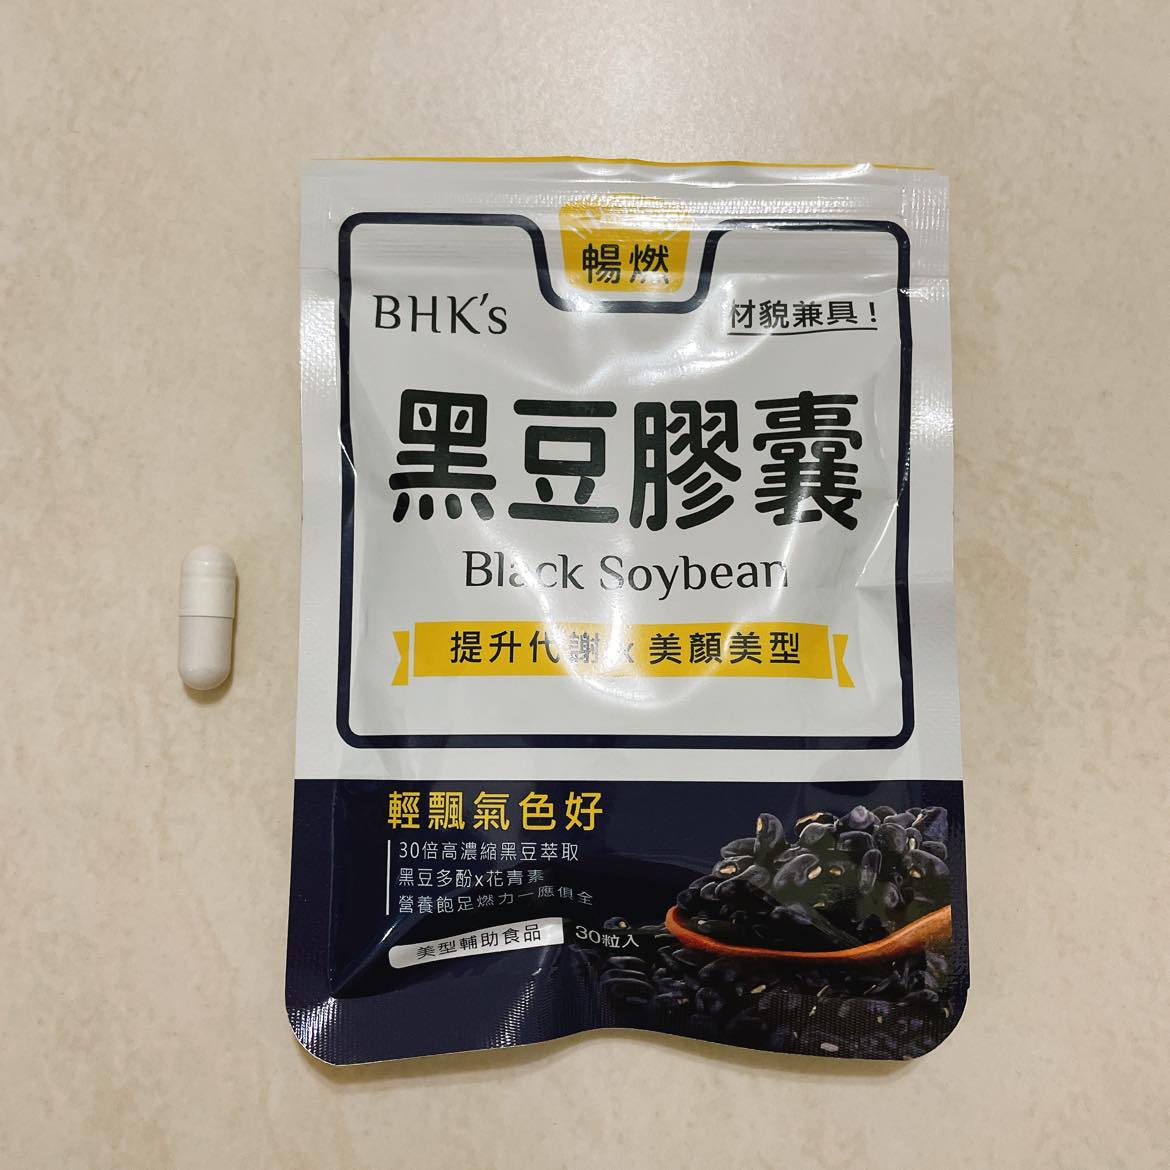 暢燃
BHK's
材貌兼具!
黑豆膠囊
Black Soybean
提升代謝 x 美顏美型
輕飄氣色好
30倍高濃縮黑豆萃取
黑豆多酚x花青素
營養飽足燃力一應俱全
美型輔助食品
30粒入